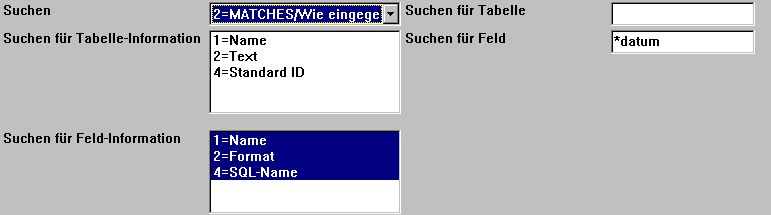 Suchen 2=MATCHES/Wie eingege Suchen für Tabelle
Suchen für Tabelle-Information Suchen für Feld *datum
1=Name
2=Text
4=Standard ID
Suchen für Feld-Information
1=Name
2=Format
4=SQL-Name